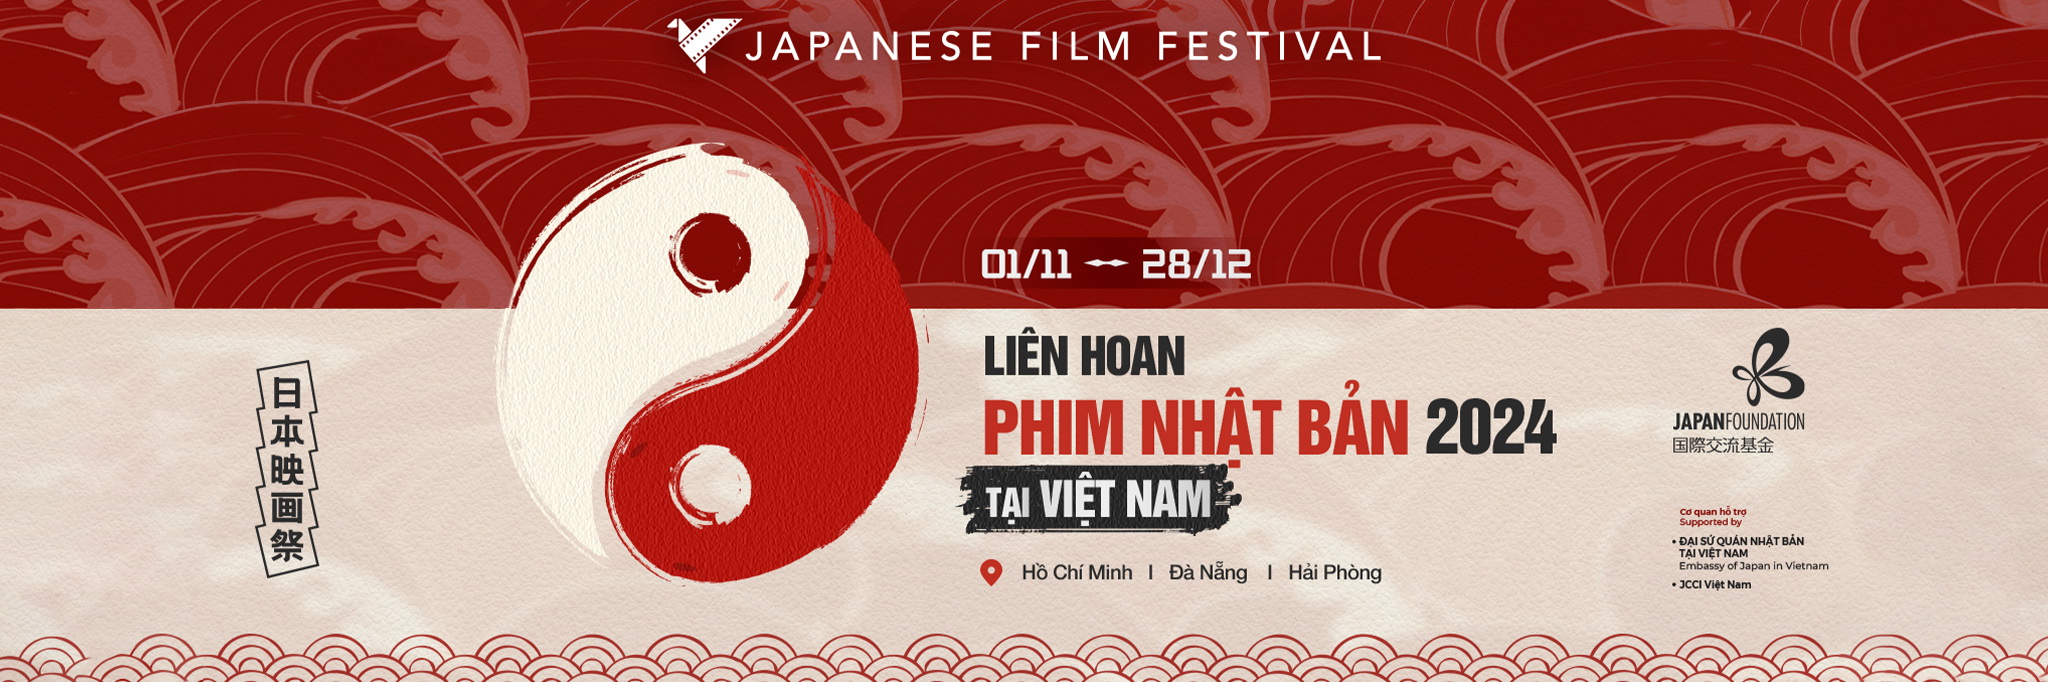 JAPANESE FILM FESTIVAL
01/11 28/12
LIÊN HOAN
PHIM NHẬT BẢN 2024
TẠI VIỆT NAM
Hồ Chí Minh I Đà Nẵng I Hải Phòng
日本映画祭
JAPANFOUNDATION
国際交流基金
Cơ quan hỗ trợ
Supported by
• ĐẠI SỨ QUÁN NHẬT BẢN
TẠI VIỆT NAM
Embassy of Japan in Vietnam
• JCCI Việt Nam